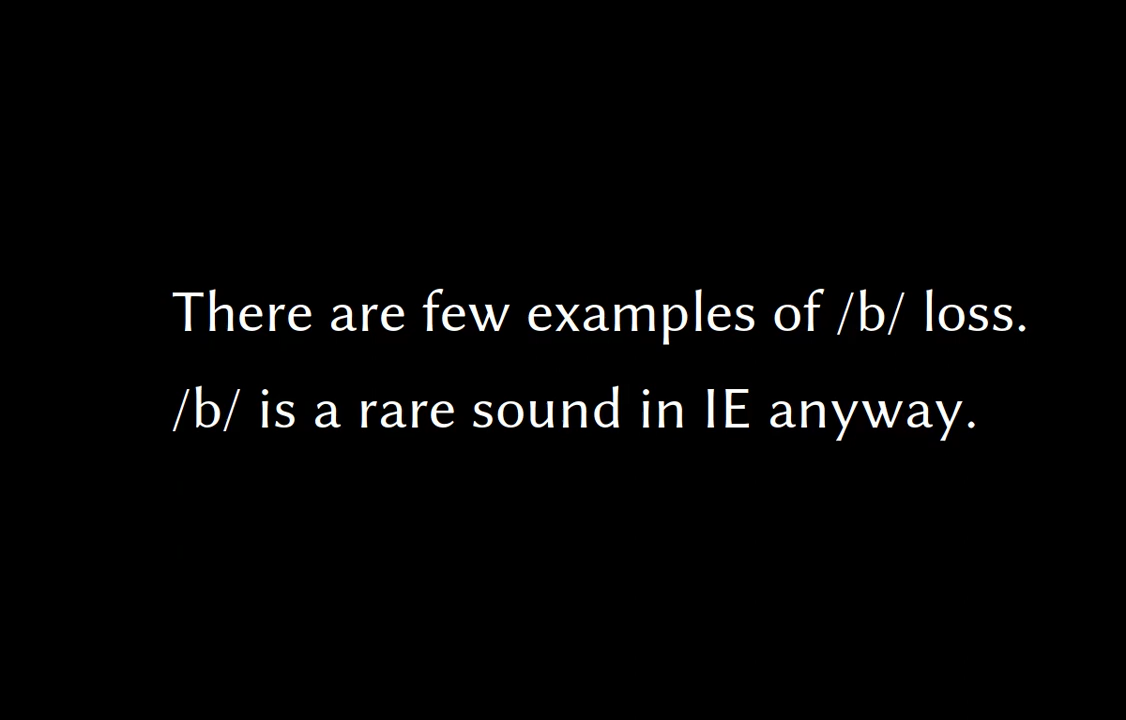 There are few examples of /b/ loss.
/b/ is a rare sound in IE anyway.